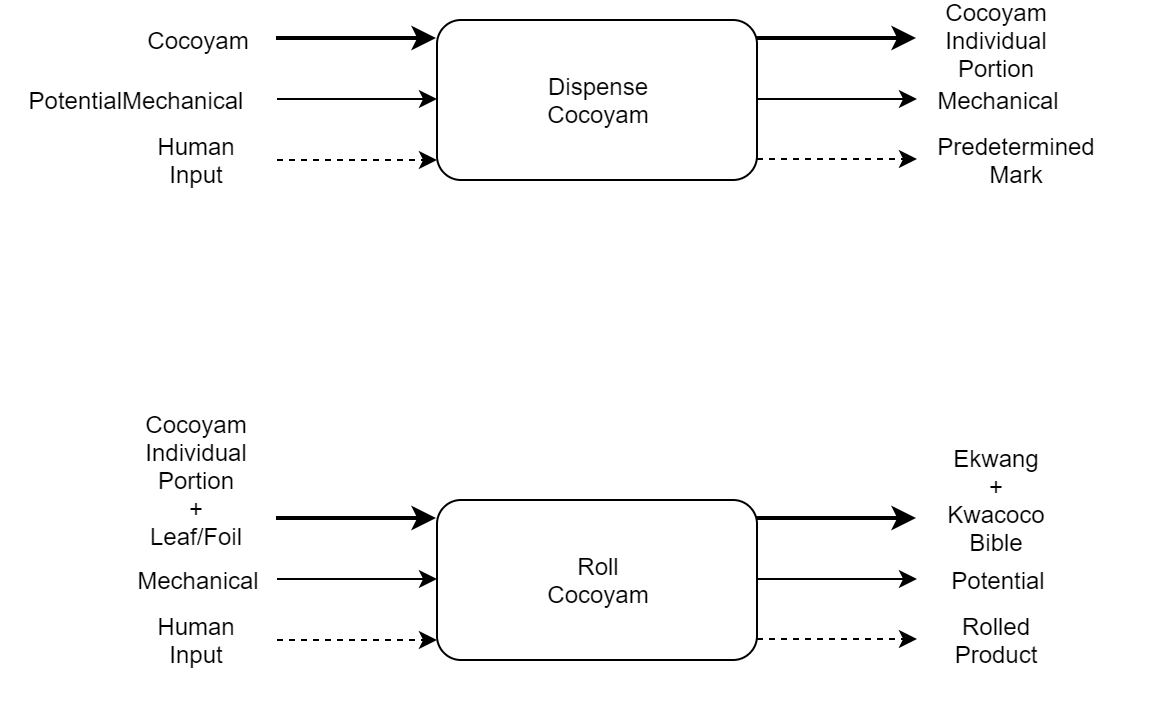 Cocoyam
PotentialMechanical
Human
Input
Dispense
Cocoyam
Cocoyam
Individual
Portion
Mechanical
Predetermined
Mark
Cocoyam
Individual
Portion
+
Leaf/Foil
Mechanical
Human
Input
Roll
Cocoyam
Ekwang
+
Kwacoco
Bible
Potential
Rolled
Product